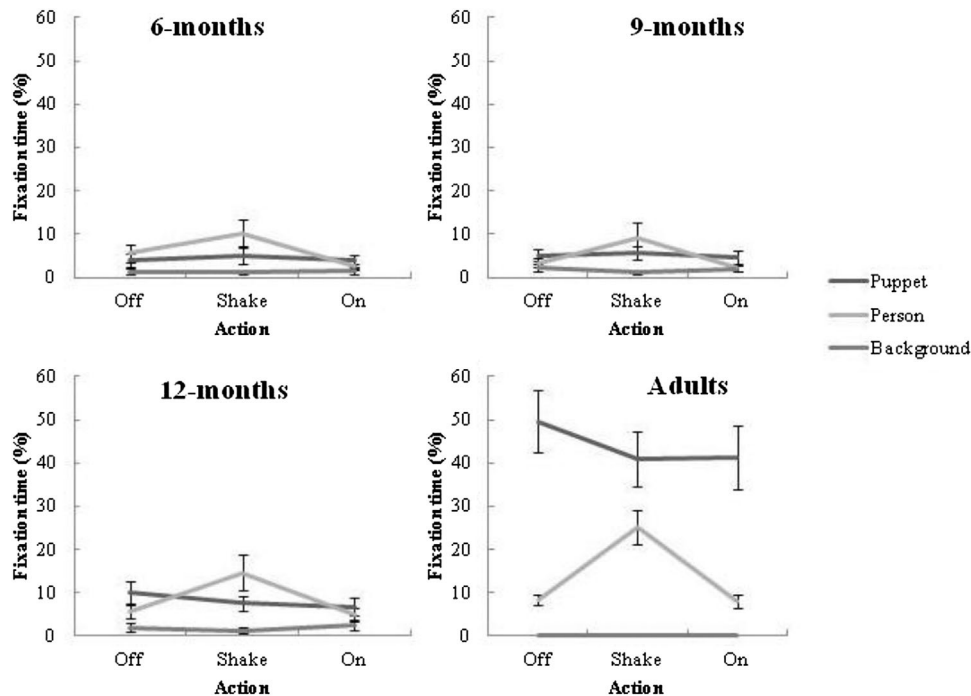 6-months
60
50
40
30
20
10
0
Fixation time (%)
Off Shake On
Action
9-months
60
50
40
30
20
10
0
Fixation time (%)
Off Shake On
Action
Puppet
Person
Background
12-months
60
50
40
30
20
10
0
Fixation time (%)
Off Shake On
Action
Adults
60
50
40
30
20
10
0
Fixation time (%)
Off Shake On
Action